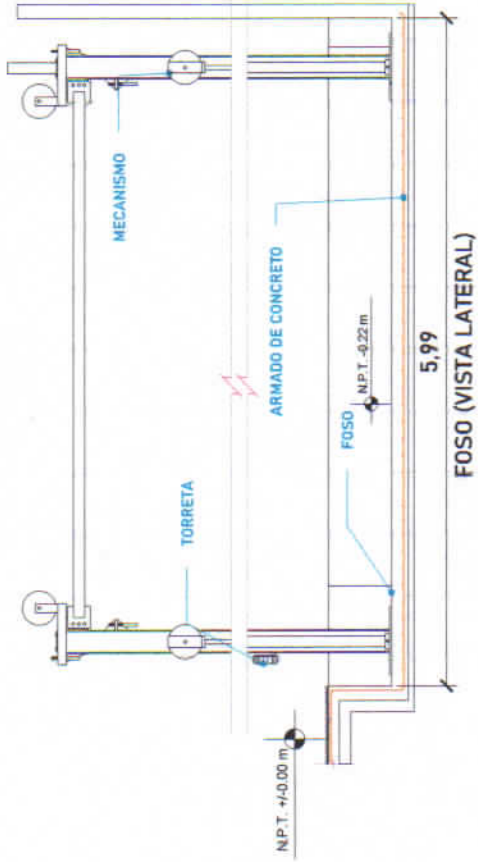 MECANISMO
TORRETA
ARMADO DE CONCRETO
FOSO
N.P.T. -0.22 m
N.P.T. +/-0.00 m
5,99
FOSO (VISTA LATERAL)